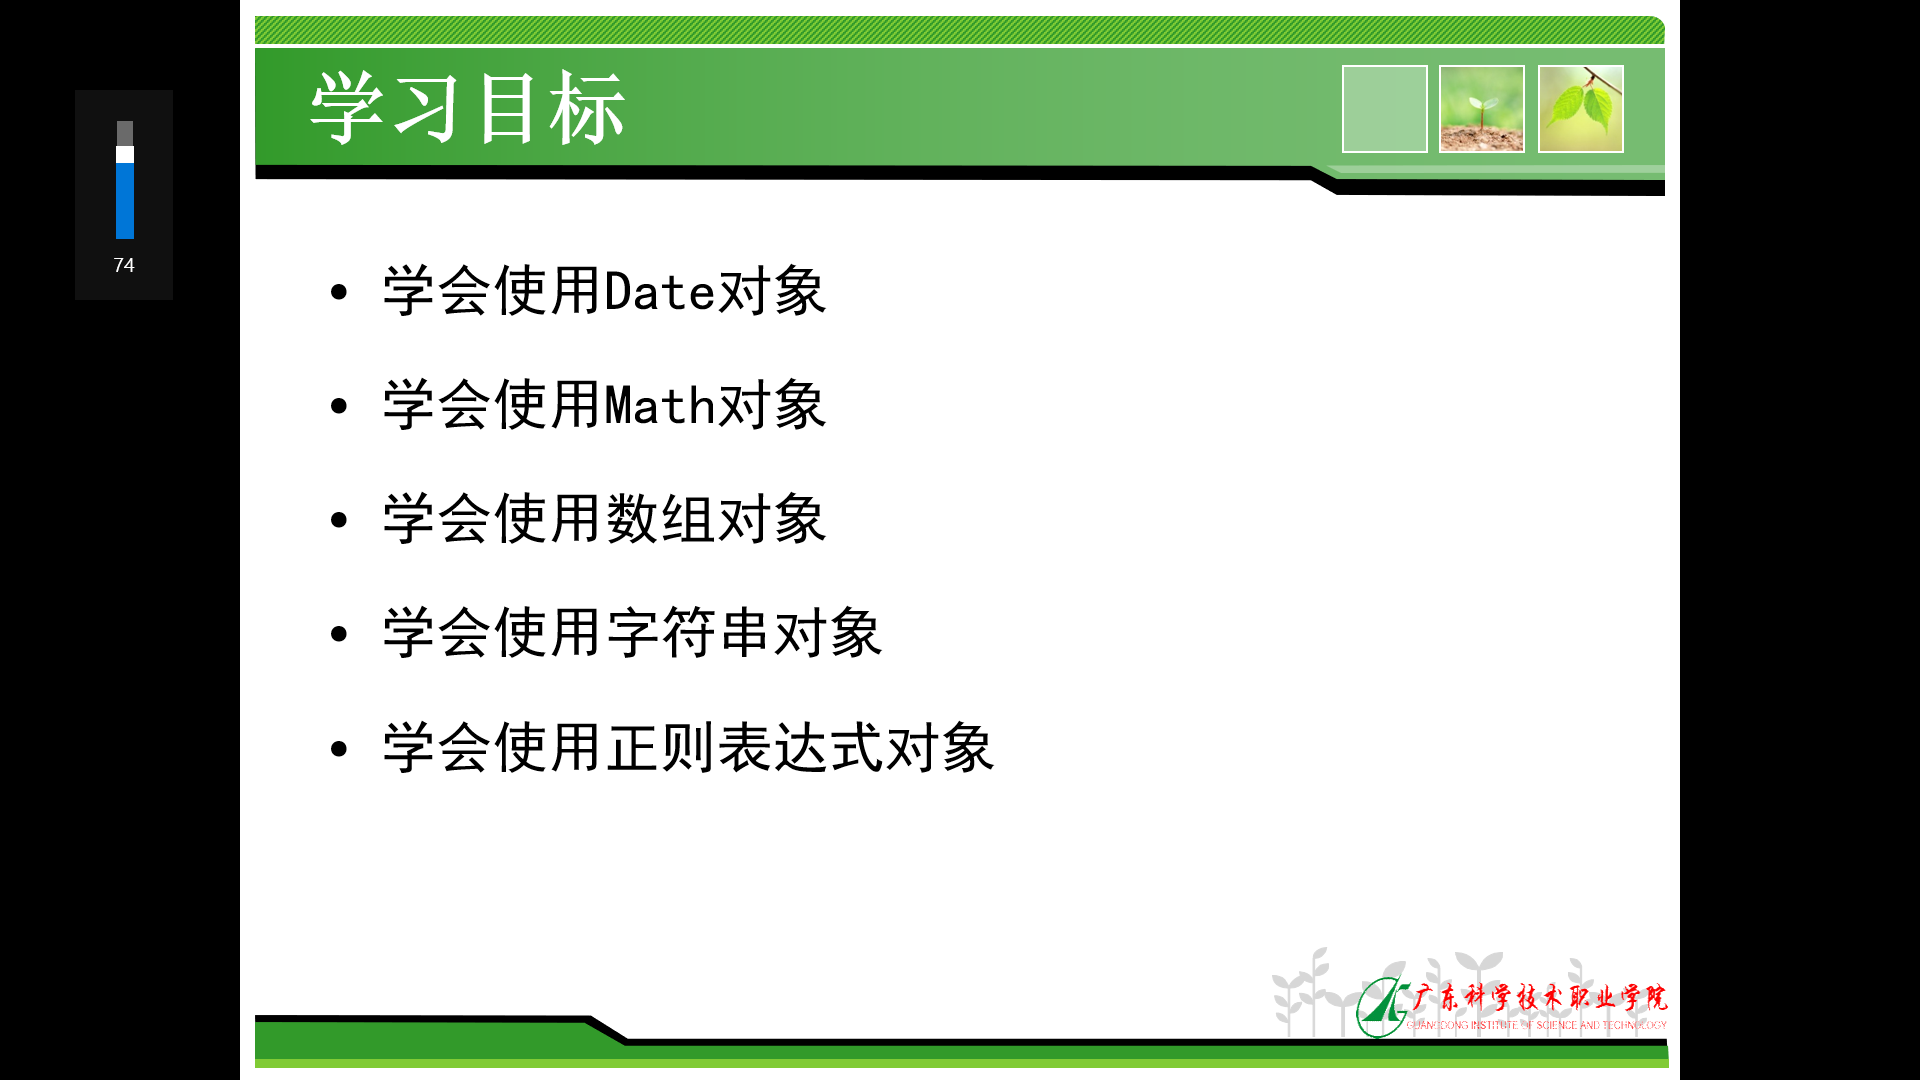 学习目标
74
• 学会使用Date对象
• 学会使用Math对象
• 学会使用数组对象
• 学会使用字符串对象
• 学会使用正则表达式对象
广东科学技术职业学院
GUANGDONG INSTITUTE OF SCIENCE AND TECHNOLOGY